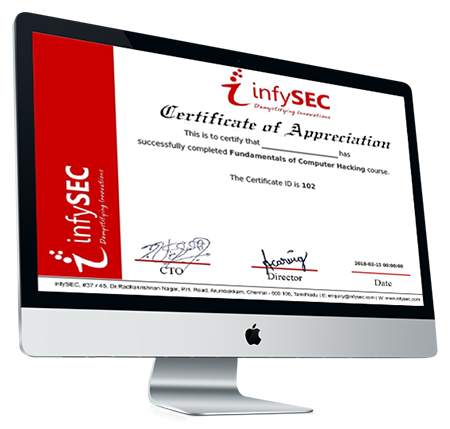 infySEC
Demystifying Innovations
Certificate of Appreciation
This is to certify that ____________________ has
successfully completed Fundamentals of Computer Hacking course.
The Certificate ID is 102
infySEC
Demystifying Innovations
2018-02-15 00:00:00
CTO
Director
Date
infySEC, #37 / 45, Dr.Radhakrishnan Nagar, P.H. Road, Arumbakkam, Chennai - 600 106, TamilNadu | E: enquiry@infysec.com | W: www.infysec.com